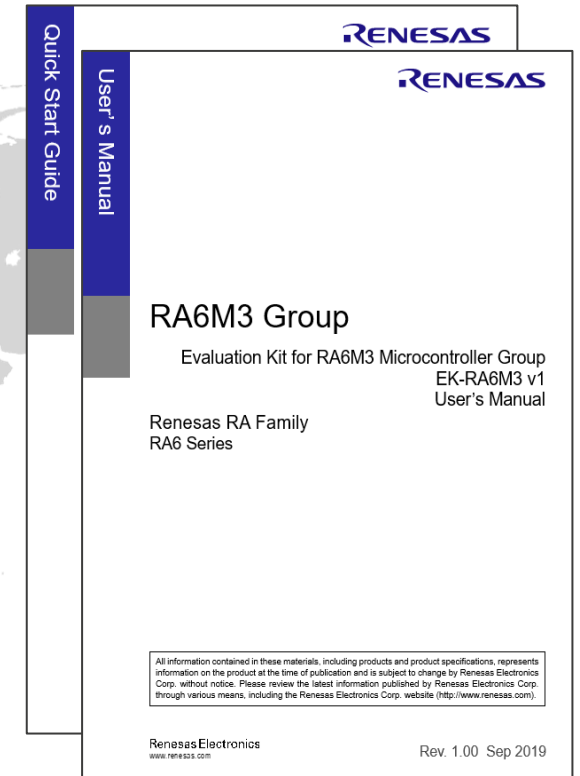 RENESAS
Quick Start Guide
RENESAS
User's Manual
RA6M3 Group
Evaluation Kit for RA6M3 Microcontroller Group
EK-RA6M3 v1
User's Manual
Renesas RA Family
RA6 Series
All information contained in these materials, including products and product specifications, represents
information on the product at the time of publication and is subject to change by Renesas Electronics
Corp. without notice. Please review the latest information published by Renesas Electronics Corp.
through various means, including the Renesas Electronics Corp. website (http://www.renesas.com).
Renesas Electronics
www.renesas.com
Rev. 1.00 Sep 2019